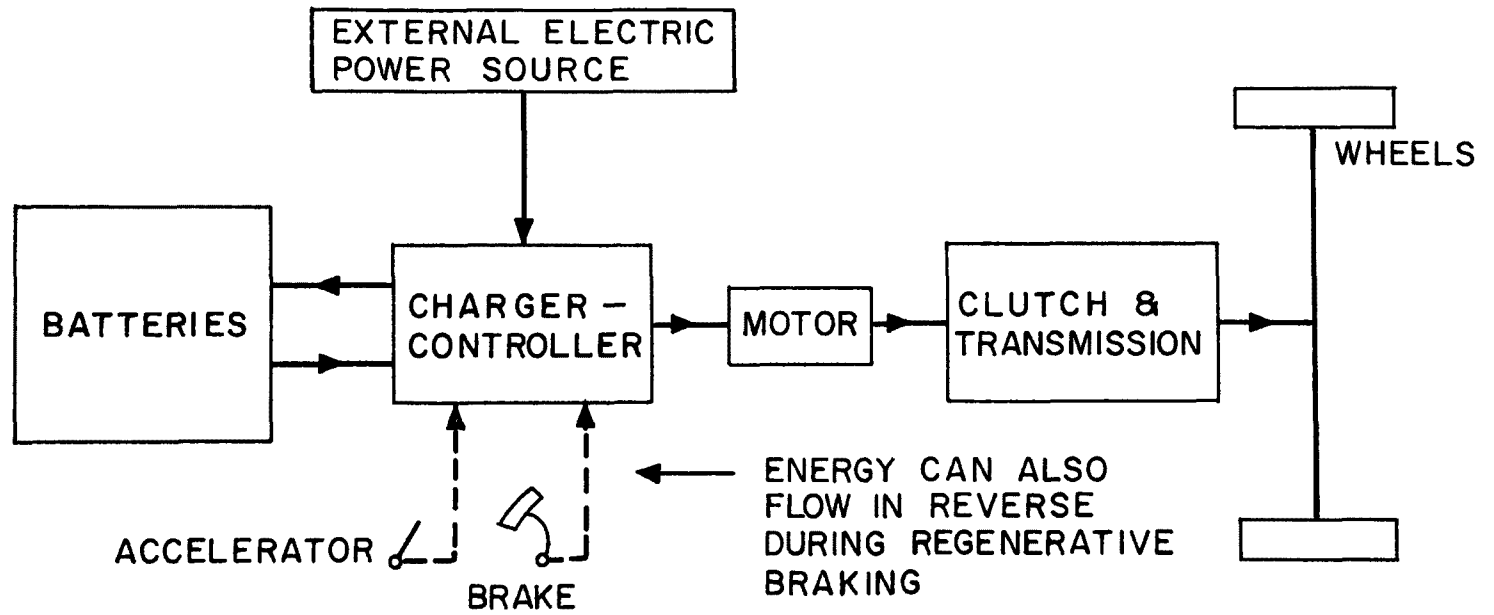 EXTERNAL ELECTRIC
POWER SOURCE
WHEELS
BATTERIES
CHARGER –
CONTROLLER
MOTOR
CLUTCH &
TRANSMISSION
ACCELERATOR
BRAKE
ENERGY CAN ALSO
FLOW IN REVERSE
DURING REGENERATIVE
BRAKING